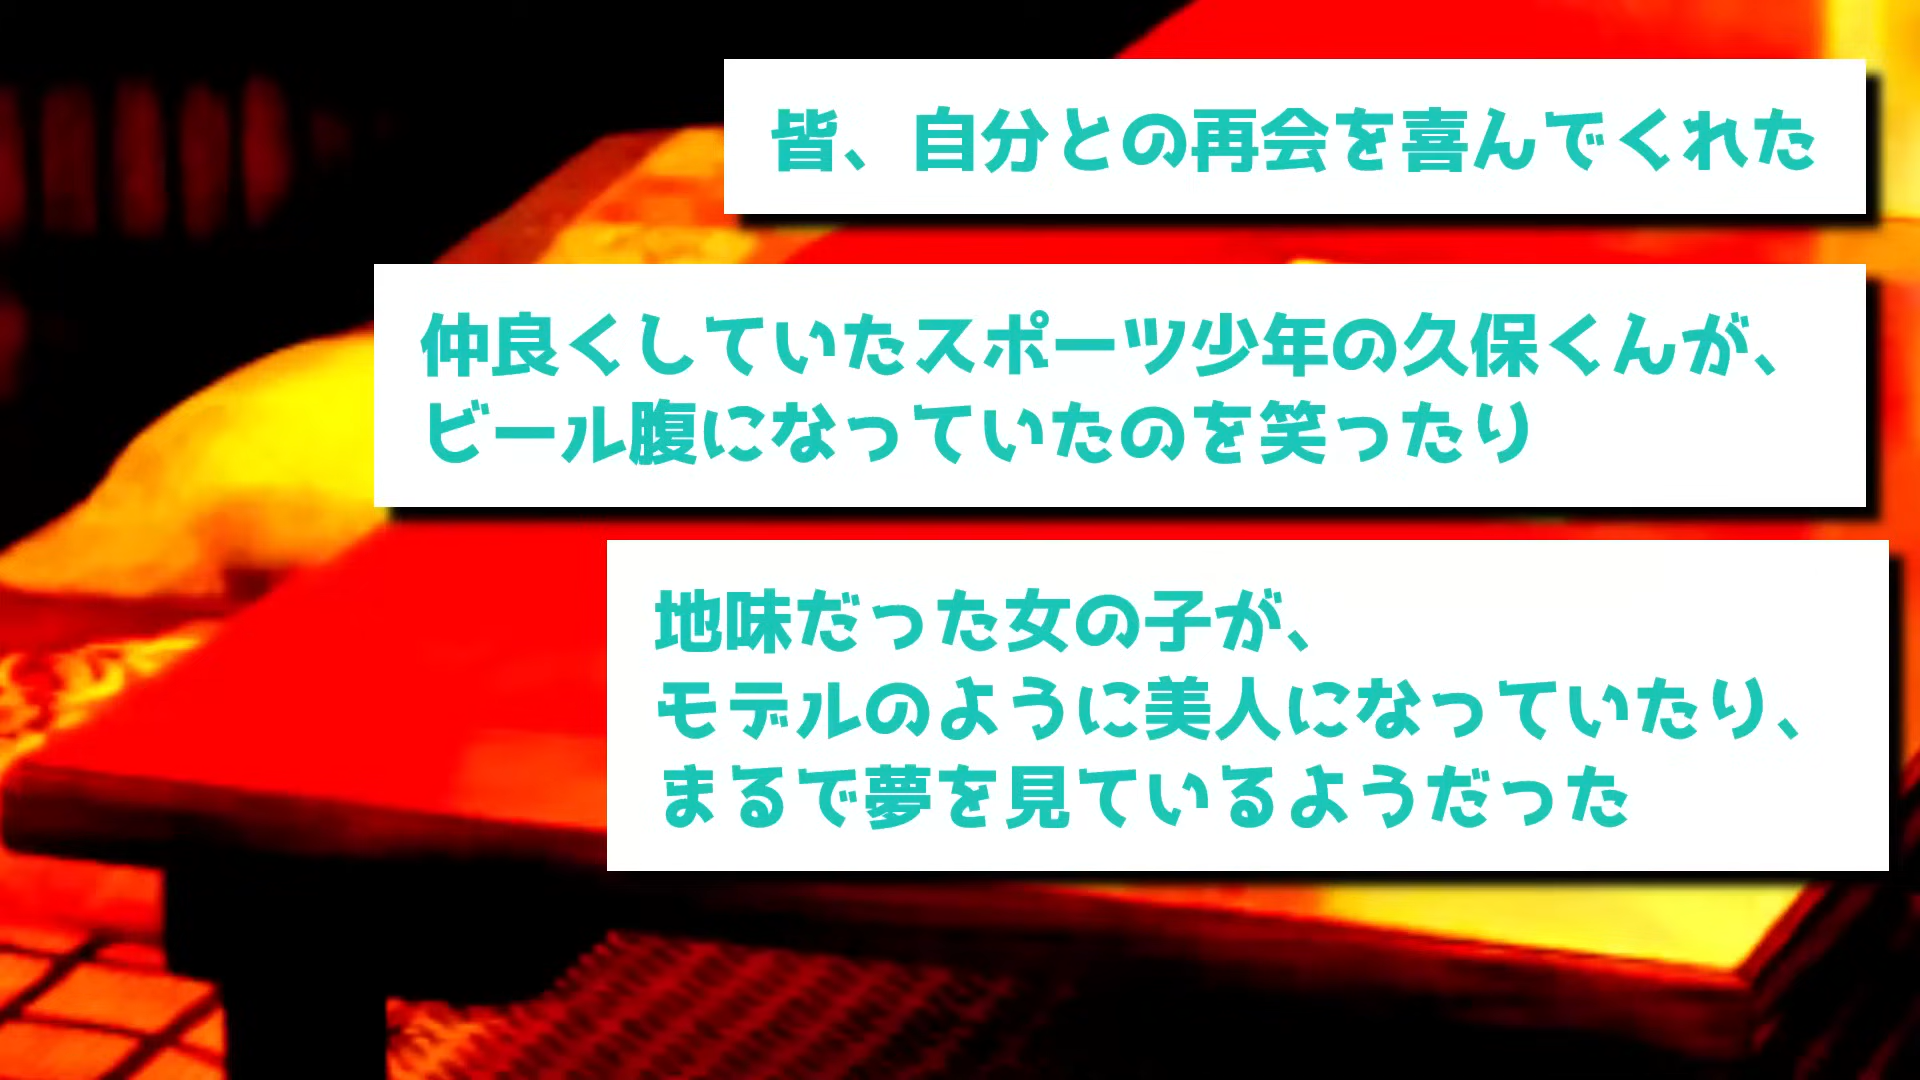 皆、自分との再会を喜んでくれた
仲良くしていたスポーツ少年の久保くんが、
ビール腹になっていたのを笑ったり
地味だった女の子が、
モデルのように美人になっていたり、
まるで夢を見ているようだった